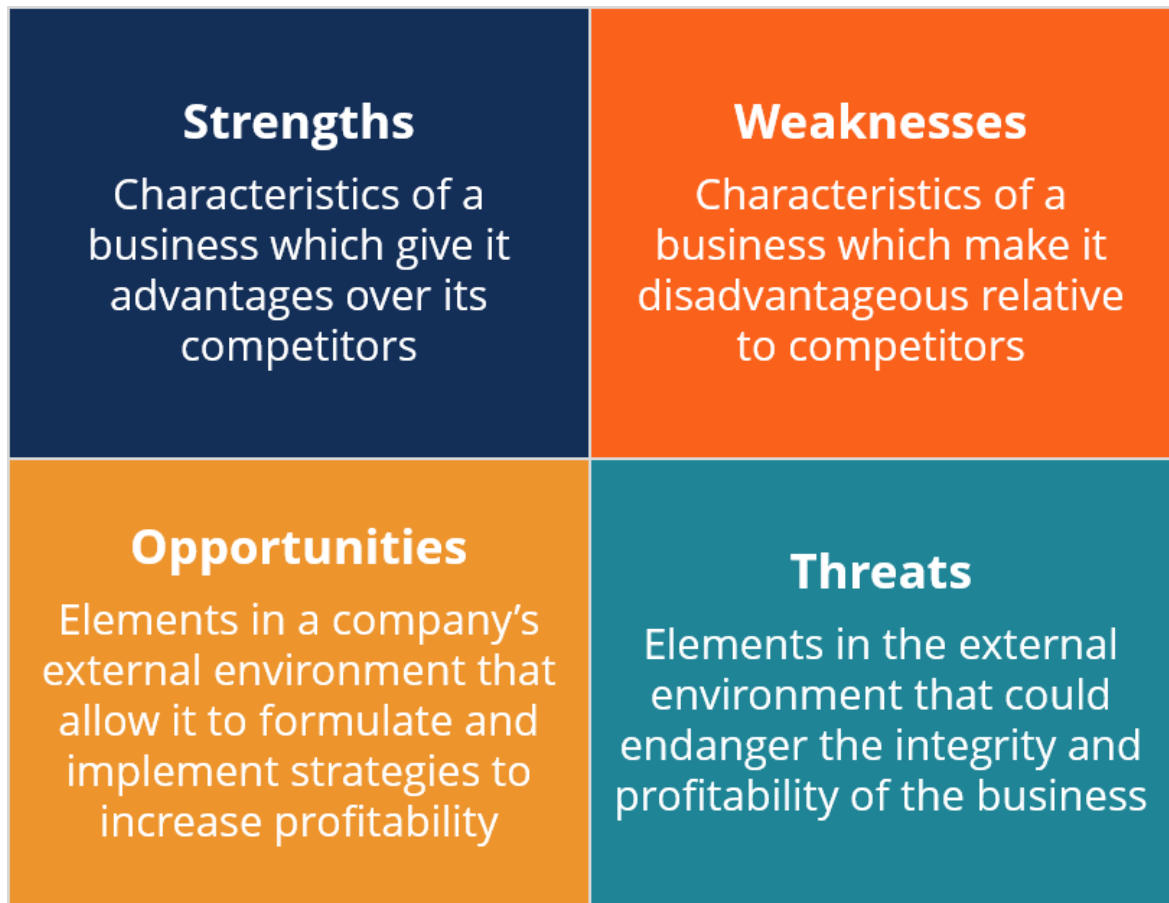 Strengths
Characteristics of a
business which give it
advantages over its
competitors
Weaknesses
Characteristics of a
business which make it
disadvantageous relative
to competitors
Opportunities
Elements in a company’s
external environment that
allow it to formulate and
implement strategies to
increase profitability
Threats
Elements in the external
environment that could
endanger the integrity and
profitability of the business